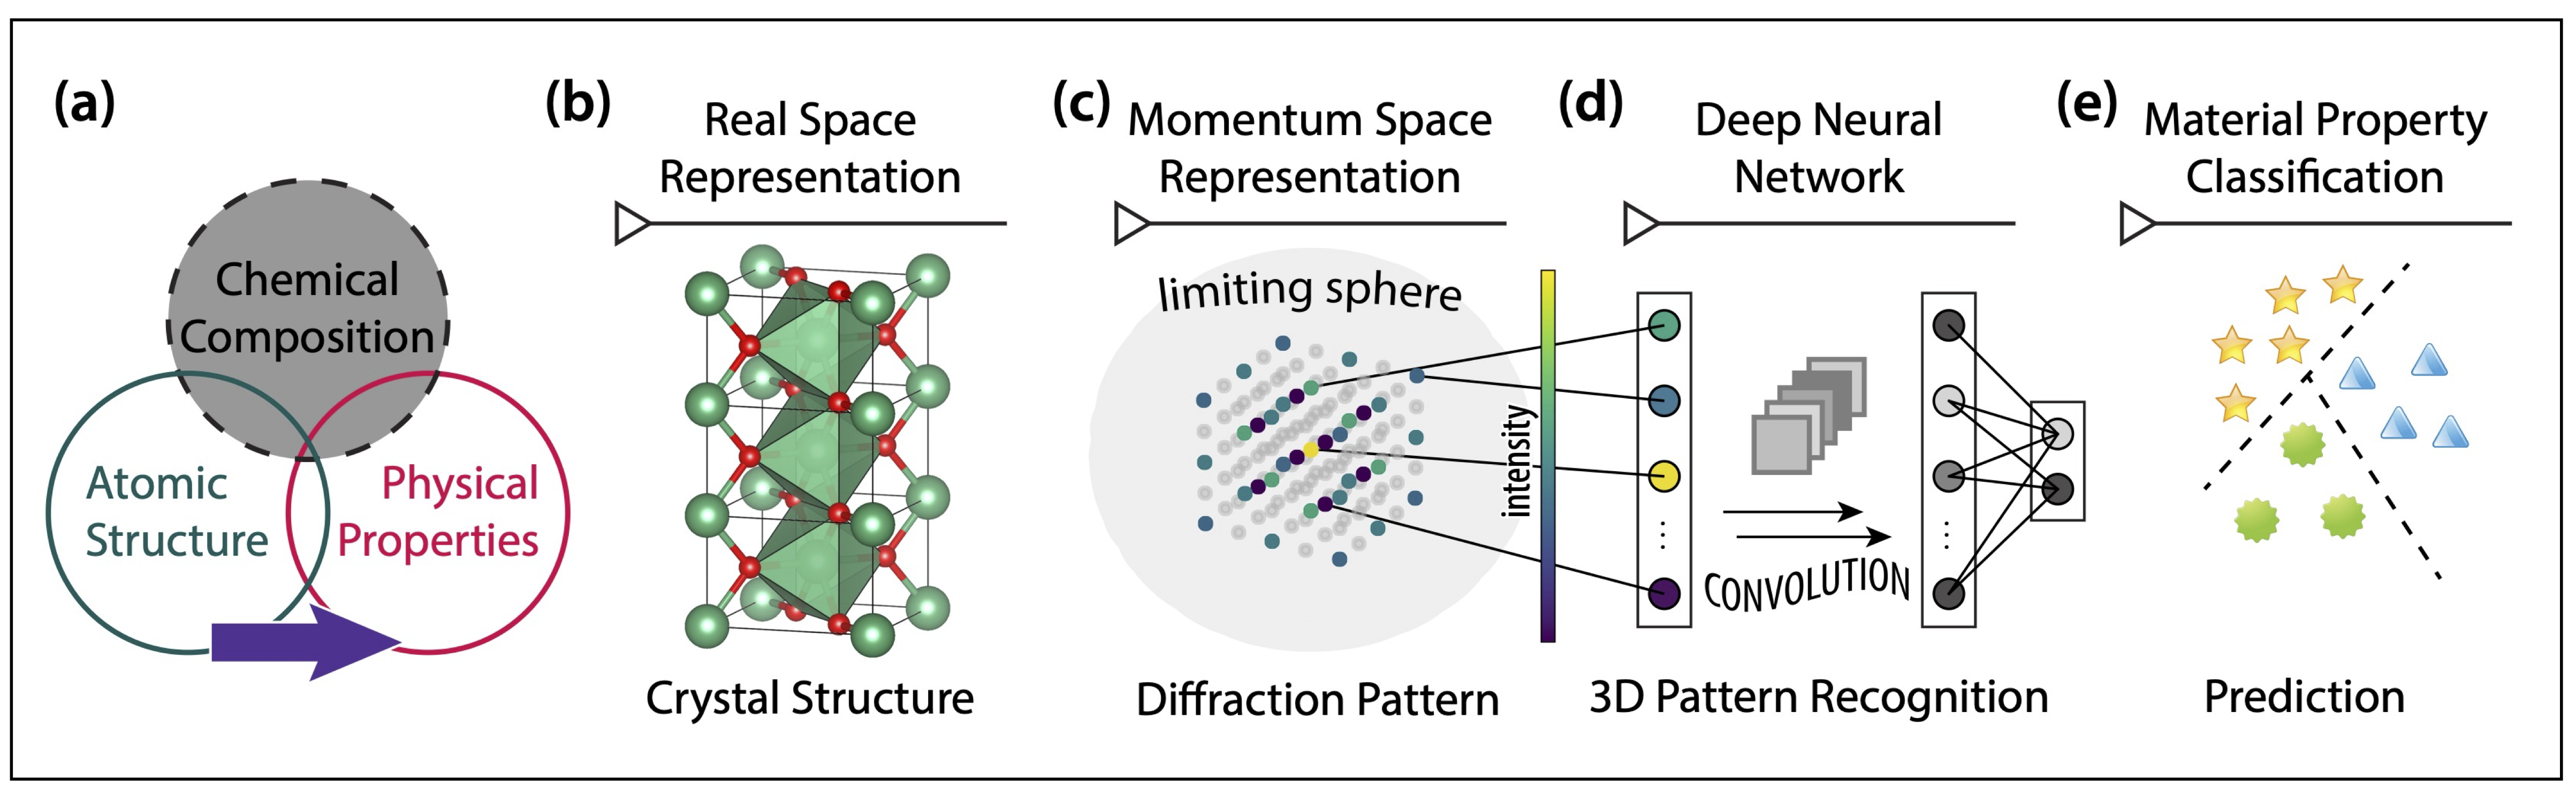 (a)
Chemical
Composition
Atomic
Structure
Physical
Properties
(b)
Real Space
Representation
Crystal Structure
(c)
Momentum Space
Representation
limiting sphere
intensity
Diffraction Pattern
(d)
Deep Neural
Network
CONVOLUTION
3D Pattern Recognition
(e)
Material Property
Classification
Prediction